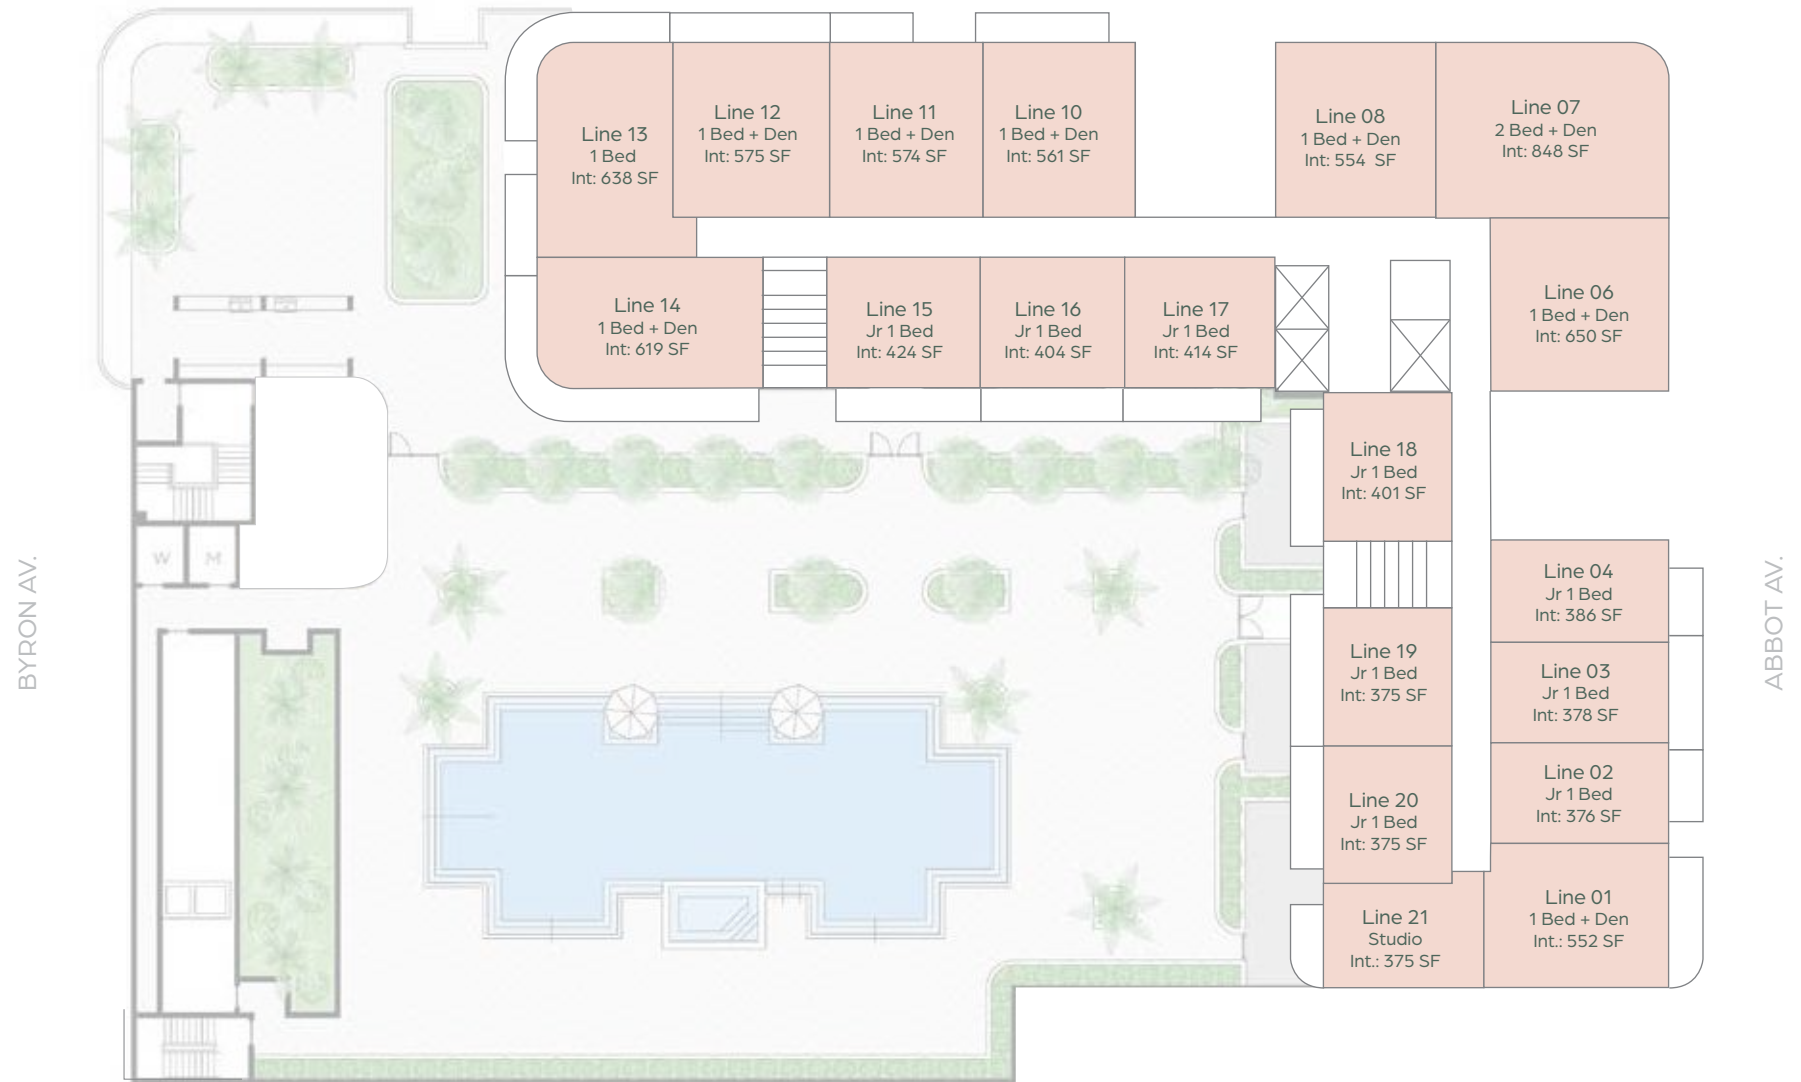 Line 13
1 Bed
Int: 638 SF
Line 12
1 Bed + Den
Int: 575 SF
Line 11
1 Bed + Den
Int: 574 SF
Line 10
1 Bed + Den
Int: 561 SF
Line 08
1 Bed + Den
Int: 554 SF
Line 07
2 Bed + Den
Int: 848 SF
Line 14
1 Bed + Den
Int: 619 SF
Line 15
Jr 1 Bed
Int: 424 SF
Line 16
Jr 1 Bed
Int: 404 SF
Line 17
Jr 1 Bed
Int: 414 SF
Line 06
1 Bed + Den
Int: 650 SF
Line 18
Jr 1 Bed
Int: 401 SF
W
M
BYRON AV.
ABBOT AV.
Line 04
Jr 1 Bed
Int: 386 SF
Line 19
Jr 1 Bed
Int: 375 SF
Line 03
Jr 1 Bed
Int: 378 SF
Line 20
Jr 1 Bed
Int: 375 SF
Line 02
Jr 1 Bed
Int: 376 SF
Line 21
Studio
Int.: 375 SF
Line 01
1 Bed + Den
Int.: 552 SF